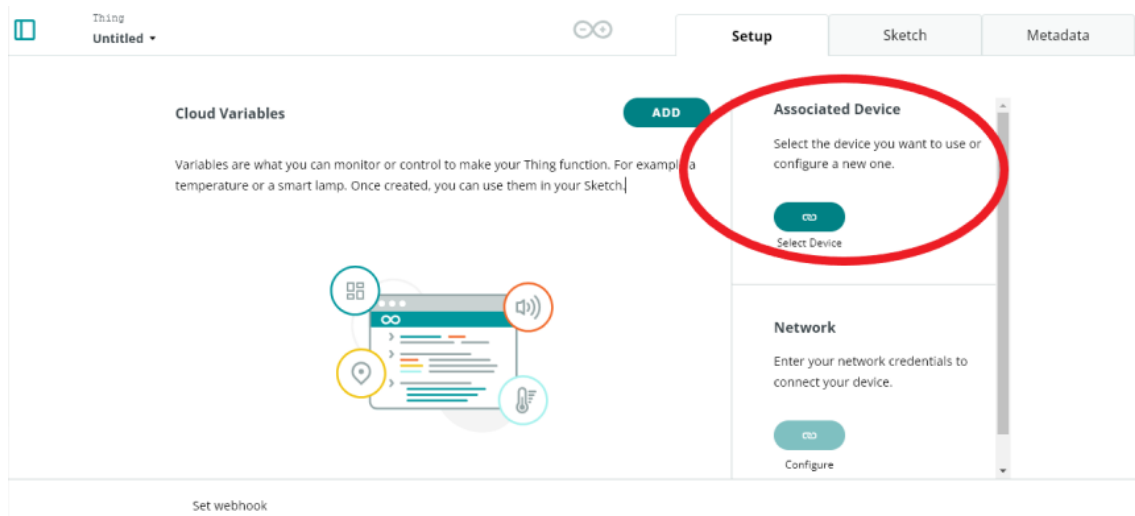 Thing
Untitled
Setup
Sketch
Metadata
Cloud Variables
ADD
Variables are what you can monitor or control to make your Thing function. For example a
temperature or a smart lamp. Once created, you can use them in your Sketch.
Associated Device
Select the device you want to use or
configure a new one.
Select Device
Network
Enter your network credentials to
connect your device.
Configure
Set webhook